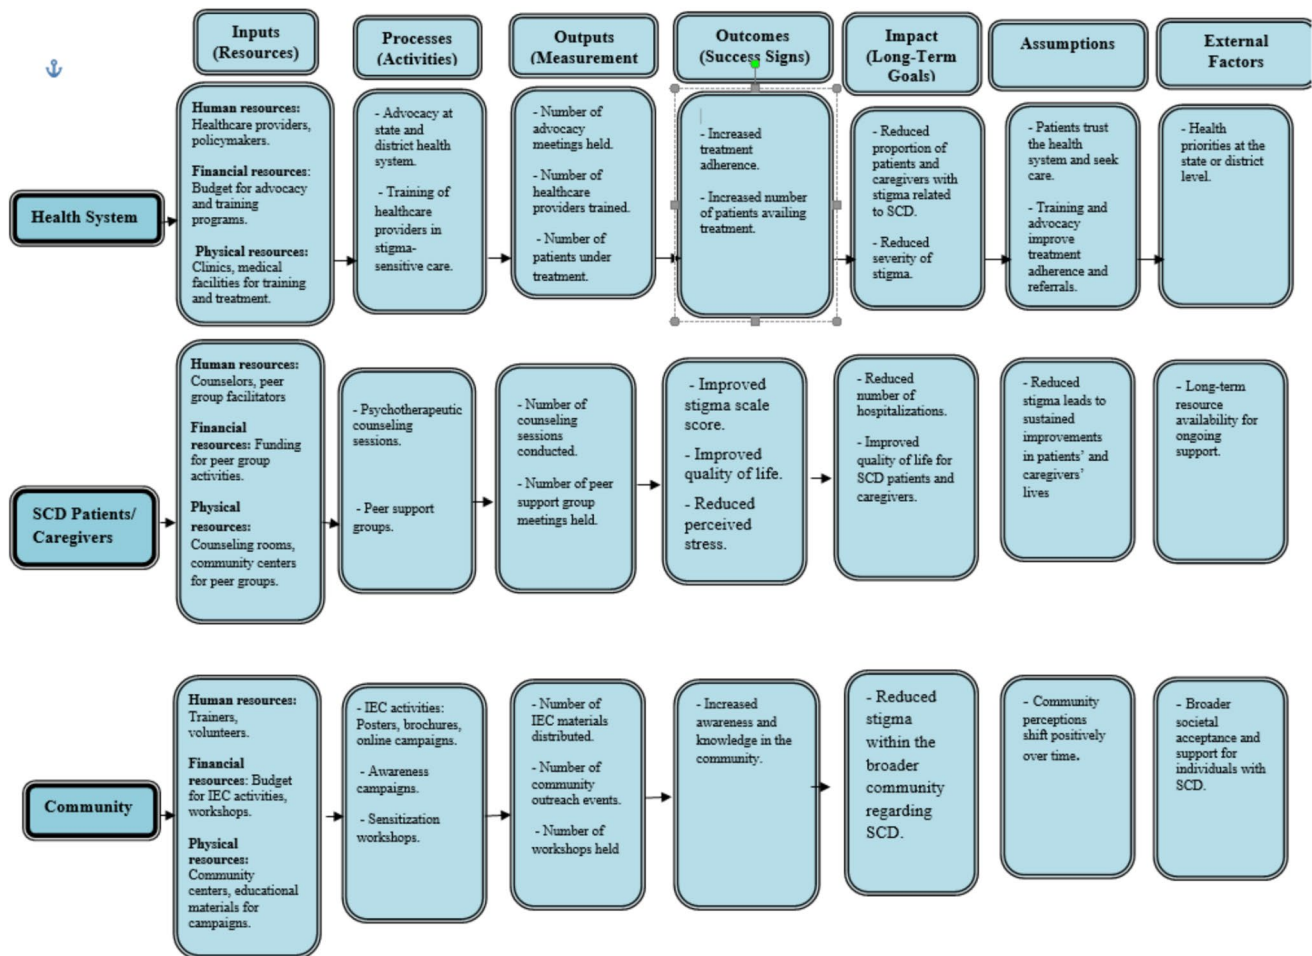 Inputs
(Resources)
Processes
(Activities)
Outputs
(Measurement
Outcomes
(Success Signs)
Impact
(Long-Term
Goals)
Assumptions
External
Factors
Health System
Human resources:
Healthcare providers,
policymakers.
Financial resources:
Budget for advocacy
and training
programs.
Physical resources:
Clinics, medical
facilities for training
and treatment.
- Advocacy at
state and
district health
system.
- Training of
healthcare
providers in
stigma-
sensitive care.
- Number of
advocacy
meetings held.
- Number of
healthcare
providers trained.
- Number of
patients under
treatment.
- Increased
treatment
adherence.
- Increased number
of patients availing
treatment.
- Reduced
proportion of
patients and
caregivers with
stigma related
to SCD.
- Reduced
severity of
stigma.
- Patients trust
the health
system and seek
care.
- Training and
advocacy
improve
treatment
adherence and
referrals.
- Health
priorities at the
state or district
level.
SCD Patients/
Caregivers
Human resources:
Counselors, peer
group facilitators
Financial
resources: Funding
for peer group
activities.
Physical
resources:
Counseling rooms,
community centers
for peer groups.
- Psychotherapeutic
counseling
sessions.
- Peer support
groups.
- Number of
counseling
sessions
conducted.
- Number of peer
support group
meetings held.
- Improved
stigma scale
score.
- Improved
quality of life.
- Reduced
perceived
stress.
- Reduced
number of
hospitalizations.
- Improved
quality of life for
SCD patients and
caregivers.
- Reduced
stigma leads to
sustained
improvements
in patients’ and
caregivers’
lives
- Long-term
resource
availability for
ongoing
support.
Community
Human resources:
Trainers,
volunteers.
Financial
resources: Budget
for IEC activities,
workshops.
Physical
resources:
Community
centers, educational
materials for
campaigns.
- IEC activities:
Posters, brochures,
online campaigns.
- Awareness
campaigns.
- Sensitization
workshops.
- Number of
IEC materials
distributed.
- Number of
community
outreach events.
- Number of
workshops held
- Increased
awareness and
knowledge in the
community.
- Reduced
stigma
within the
broader
community
regarding
SCD.
- Community
perceptions
shift positively
over time.
- Broader
societal
acceptance and
support for
individuals with
SCD.